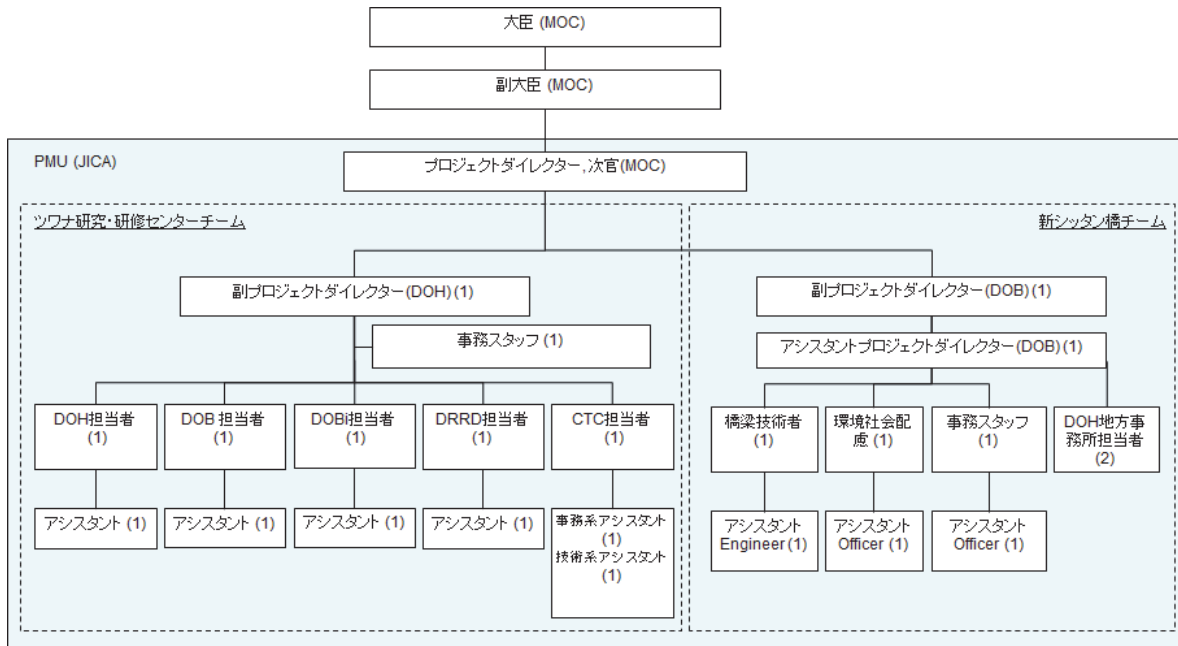 大臣 (MOC)
副大臣 (MOC)
PMU (JICA)
プロジェクトダイレクター, 次官(MOC)
ツワナ研究・研修センターチーム
新シッタン橋チーム
副プロジェクトダイレクター(DOH) (1)
副プロジェクトダイレクター(DOB) (1)
事務スタッフ (1)
アシスタントプロジェクトダイレクター(DOB) (1)
DOH担当者
(1)
DOB 担当者
(1)
DOBi担当者
(1)
DRRD担当者
(1)
CTC担当者
(1)
橋梁技術者
(1)
環境社会配
慮 (1)
事務スタッフ
(1)
DOH地方事
務所担当者
(2)
アシスタント (1)
アシスタント (1)
アシスタント (1)
アシスタント (1)
事務系アシスタント
(1)
技術系アシスタント
(1)
アシスタント
Engineer (1)
アシスタント
Officer (1)
アシスタント
Officer (1)